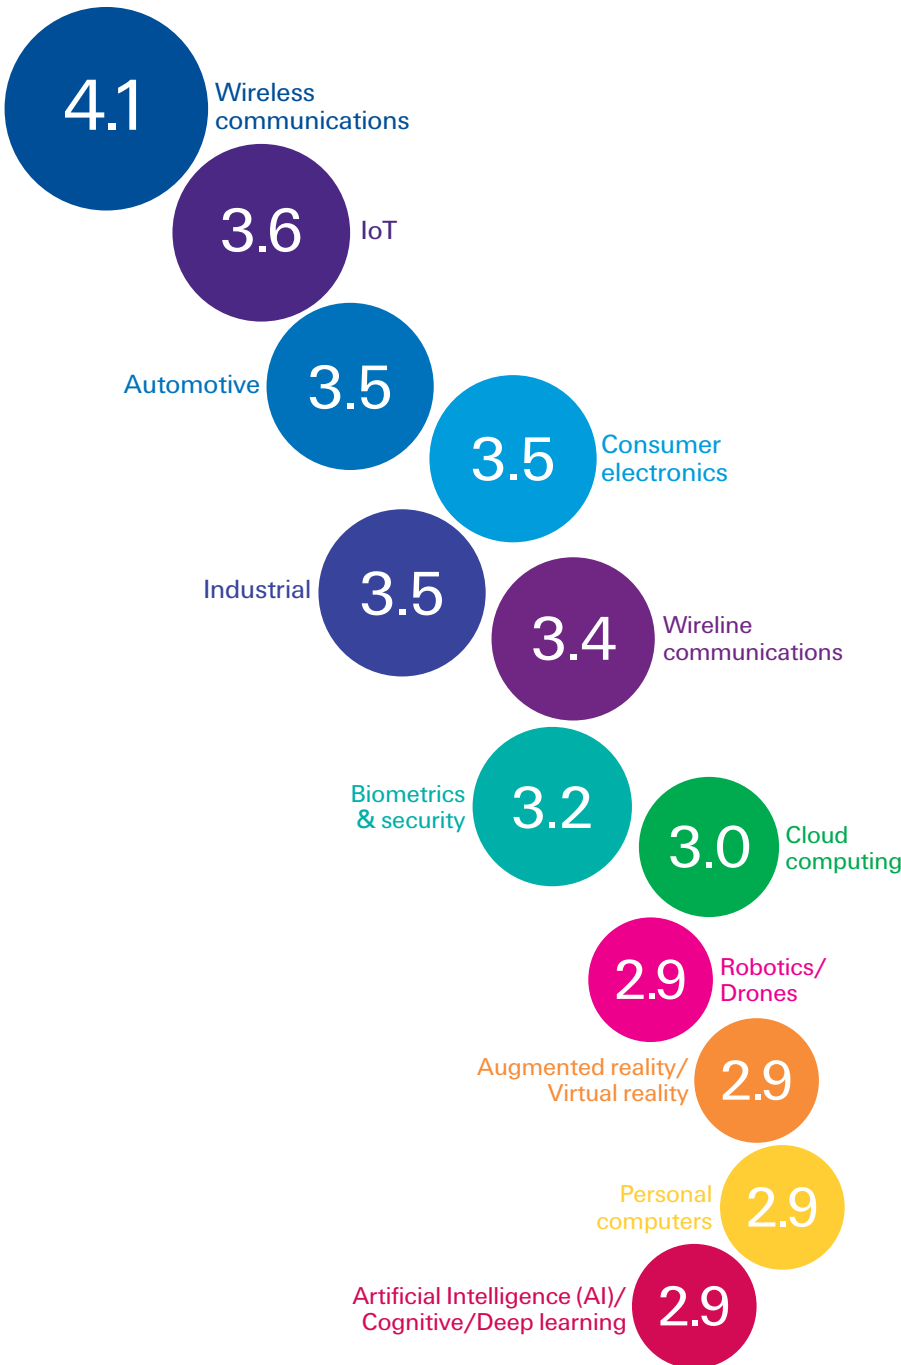 4.1
Wireless
communications
3.6
IoT
Automotive
3.5
3.5
Consumer
electronics
Industrial
3.5
3.4
Wireline
communications
Biometrics
& security
3.2
3.0
Cloud
computing
2.9
Robotics/
Drones
Augmented reality/
Virtual reality
2.9
Personal
computers
2.9
Artificial Intelligence (AI)/
Cognitive/Deep learning
2.9